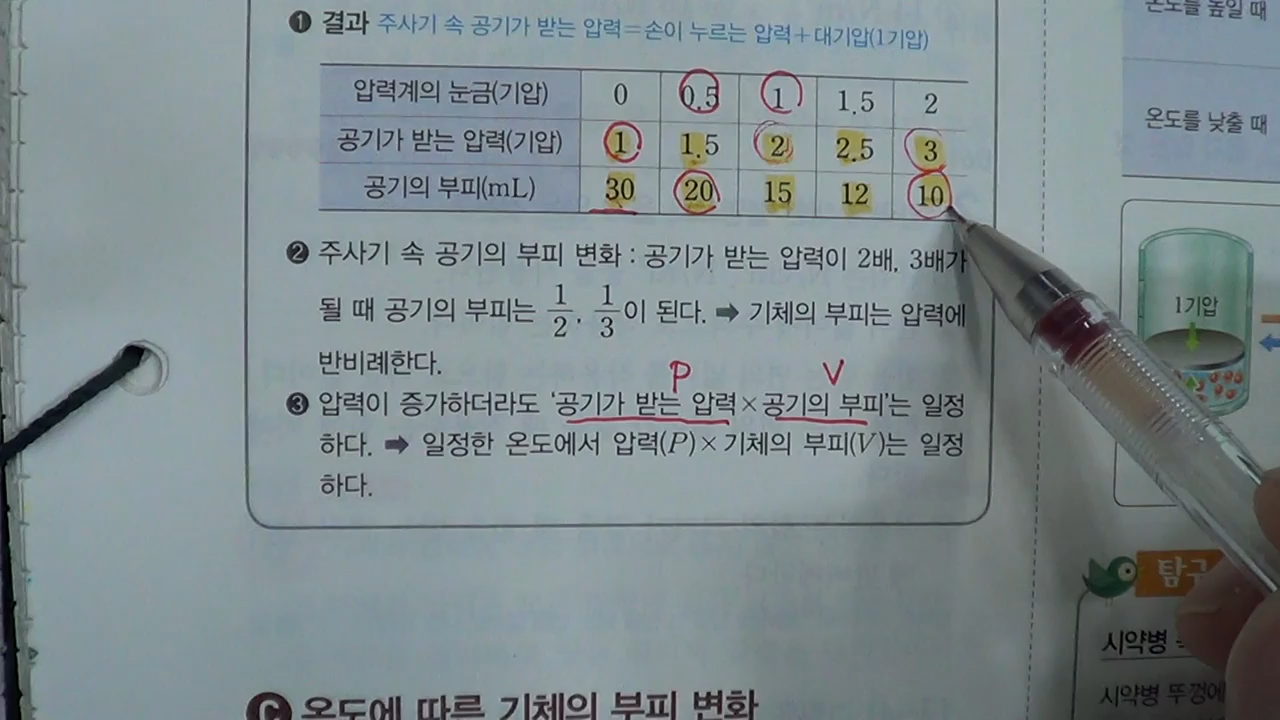 ❶ 결과 주사기 속 공기가 받는 압력=손이 누르는 압력+대기압(1기압)
압력계의 눈금(기압) 0 0.5 1 1.5 2
공기가 받는 압력(기압) 1 1.5 2 2.5 3
공기의 부피(mL) 30 20 15 12 10
❷ 주사기 속 공기의 부피 변화 : 공기가 받는 압력이 2배, 3배가
될 때 공기의 부피는 1/2, 1/3이 된다. ➡ 기체의 부피는 압력에
반비례한다.
P V
❸ 압력이 증가하더라도 ‘공기가 받는 압력×공기의 부피’는 일정
하다. ➡ 일정한 온도에서 압력(P)×기체의 부피(V)는 일정
하다.
C 온도에 따른 기체의 부피 변화
온도를 높일 때
온도를 낮출 때
1기압
탐구
시약병
시약병 뚜껑에